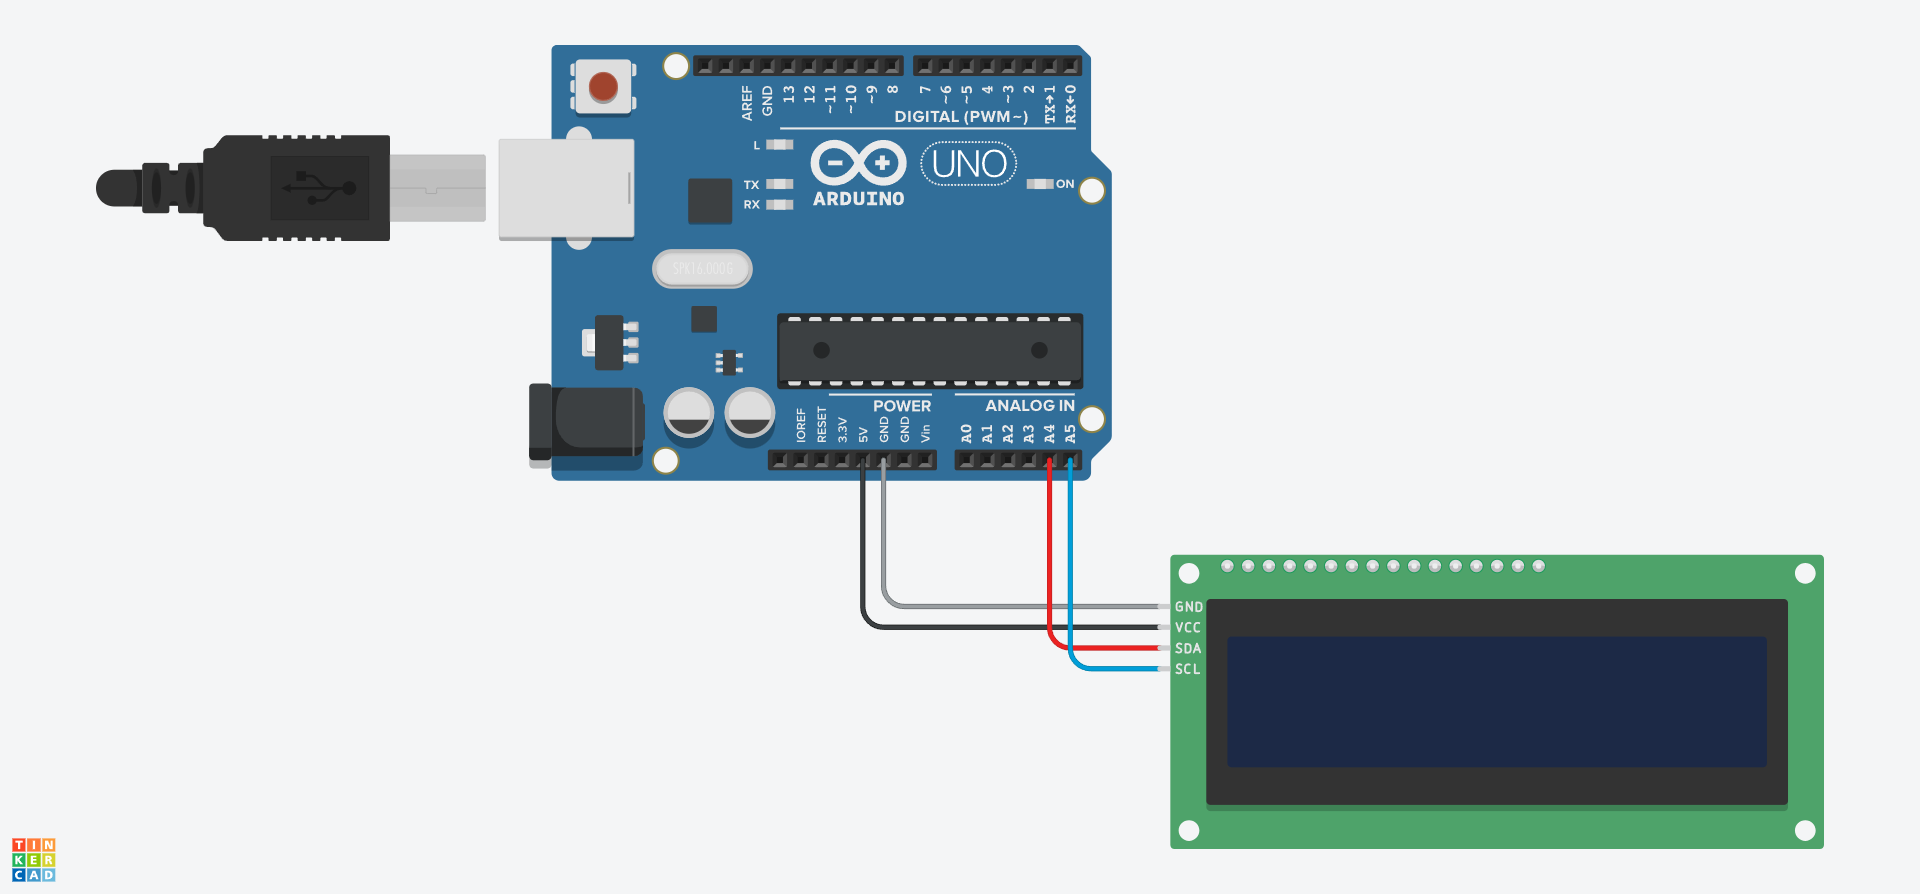 AREF
GND
13
12
~11
~10
~9
8
7
~6
~5
4
~3
2
TX→1
RX←0
DIGITAL (PWM~)
L
TX
RX
UNO
ARDUINO
ON
SPK16.000G
POWER
ANALOG IN
IOREF
RESET
3.3V
5V
GND
GND
Vin
A0
A1
A2
A3
A4
A5
GND
VCC
SDA
SCL
TIN
KER
CAD